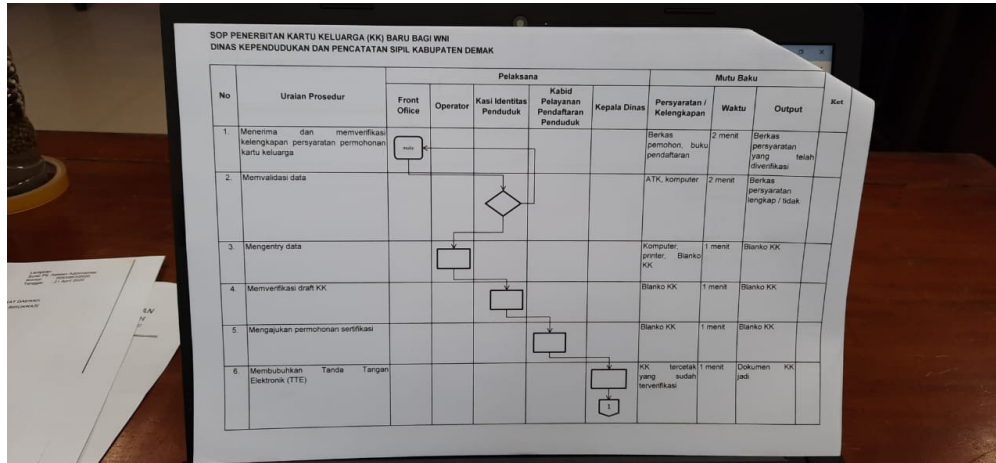 SOP PENERBITAN KARTU KELUARGA (KK) BARU BAGI WNI
DINAS KEPENDUDUKAN DAN PENCATATAN SIPIL KABUPATEN DEMAK
No
Uraian Prosedur
Pelaksana
Mutu Baku
Ket
Front
Office
Operator
Kasi Identitas
Penduduk
Kabid
Pelayanan
Pendaftaran
Penduduk
Kepala Dinas
Persyaratan /
Kelengkapan
Waktu
Output
1.
Menerima dan memverifikasi
kelengkapan persyaratan permohonan
kartu keluarga
Berkas
pemohon, buku
pendaftaran
2 menit
Berkas
persyaratan
yang telah
diverifikasi
2.
Memvalidasi data
ATK, komputer
2 menit
Berkas
persyaratan
lengkap / tidak
3.
Mengentry data
Komputer,
printer, Blanko
KK
1 menit
Blanko KK
4.
Memverifikasi draft KK
Blanko KK
1 menit
Blanko KK
5.
Mengajukan permohonan sertifikasi
Blanko KK
1 menit
Blanko KK
6.
Membubuhkan Tanda Tangan
Elektronik (TTE)
KK tercetak
yang sudah
terverifikasi
1 menit
Dokumen KK
jadi
1
Lampiran